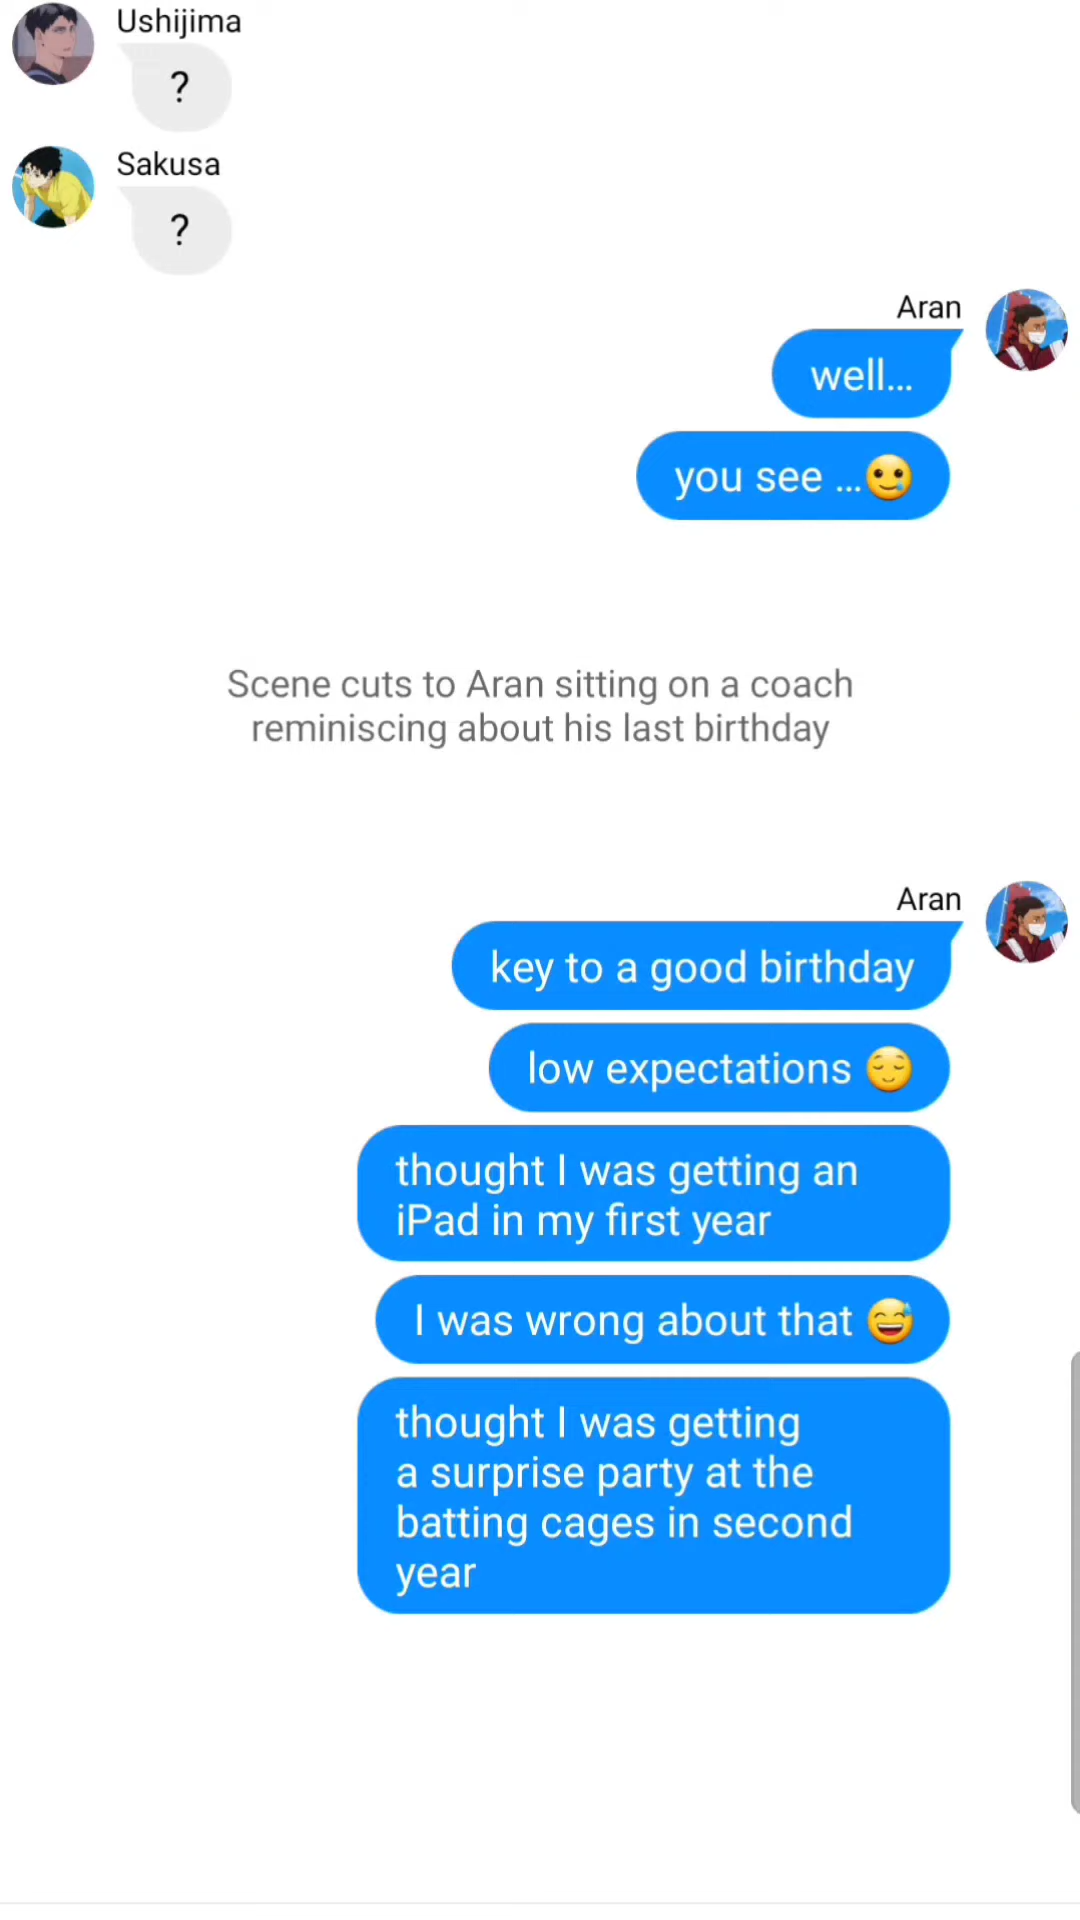 Ushijima
?
Sakusa
?
Aran
well...
you see ...🥲
Scene cuts to Aran sitting on a coach
reminiscing about his last birthday
Aran
key to a good birthday
low expectations 😌
thought I was getting an
iPad in my first year
I was wrong about that 😅
thought I was getting
a surprise party at the
batting cages in second
year